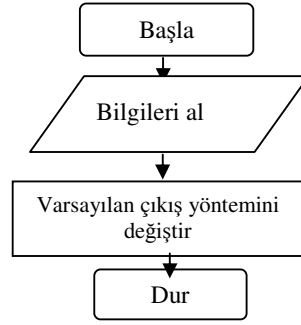 Başla
Bilgileri al
Varsayılan çıkış yöntemini
değiştir
Dur